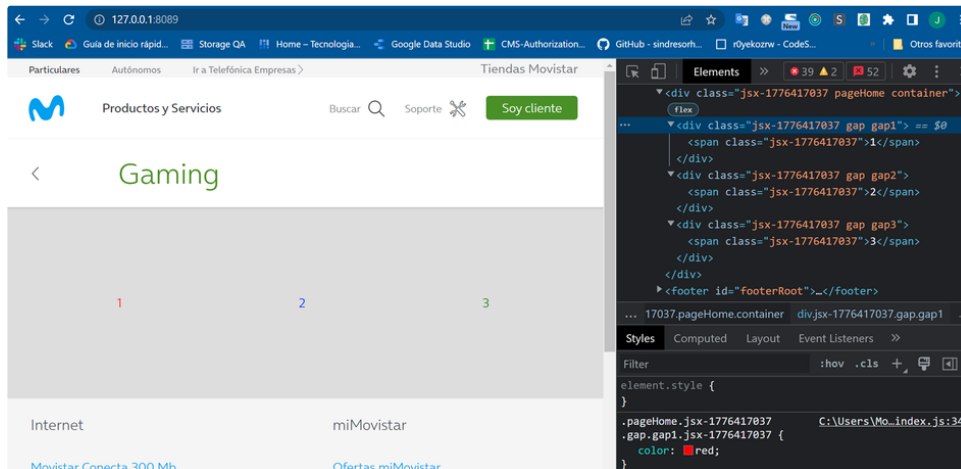 127.0.0.1:8089
New
S
J
Slack
Guía de inicio rápid...
Storage QA
Home – Tecnologia...
Google Data Studio
CMS-Authorization...
GitHub - sindresorh...
r0yekozrw - CodeS...
»
Otros favorit
Particulares
Autónomos
Ir a Telefónica Empresas
Tiendas Movistar
Productos y Servicios
Buscar
Soporte
Soy cliente
Gaming
1
2
3
Internet
miMovistar
Movistar Conecta 300 Mb
Ofertas miMovistar
Elements
»
39
2
52
<div class="jsx-1776417037 pageHome container">
flex
... <div class="jsx-1776417037 gap gap1"> == $0
<span class="jsx-1776417037">1</span>
</div>
<div class="jsx-1776417037 gap gap2">
<span class="jsx-1776417037">2</span>
</div>
<div class="jsx-1776417037 gap gap3">
<span class="jsx-1776417037">3</span>
</div>
</div>
<footer id="footerRoot">…</footer>
... 17037.pageHome.container div.jsx-1776417037.gap.gap1
Styles Computed Layout Event Listeners »
Filter :hov .cls +
element.style {
}
.pageHome.jsx-1776417037 C:\Users\Mo…index.js:34
.gap.gap1.jsx-1776417037 {
color: red;
}